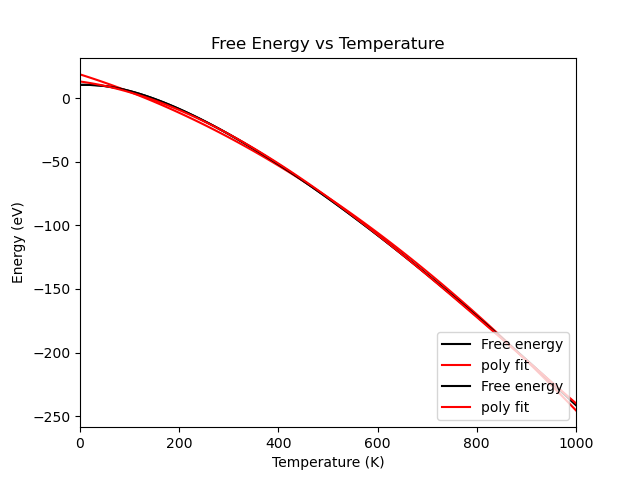 Free Energy vs Temperature
Energy (eV)
0
−50
−100
−150
−200
−250
Free energy
poly fit
Free energy
poly fit
0 200 400 600 800 1000
Temperature (K)